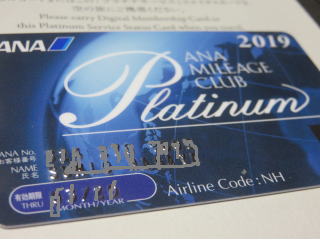 Please carry Digital Membership Card or
this Platinum Service Status Card when you travel.
ANA
2019
ANA
MILEAGE
CLUB
Platinum
ANA No.
お客様番号
NAME
氏名
有効期限
THRU
MONTH/YEAR
Airline Code : NH